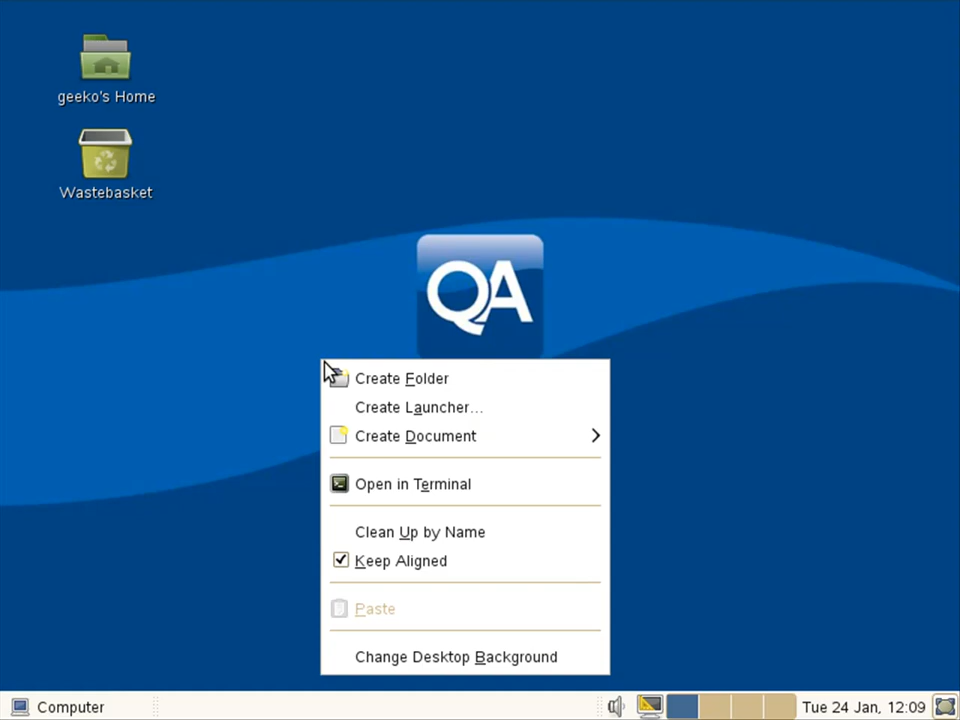 geeko's Home
Wastebasket
QA
Create Folder
Create Launcher...
Create Document
Open in Terminal
Clean Up by Name
Keep Aligned
Paste
Change Desktop Background
Computer
Tue 24 Jan, 12:09